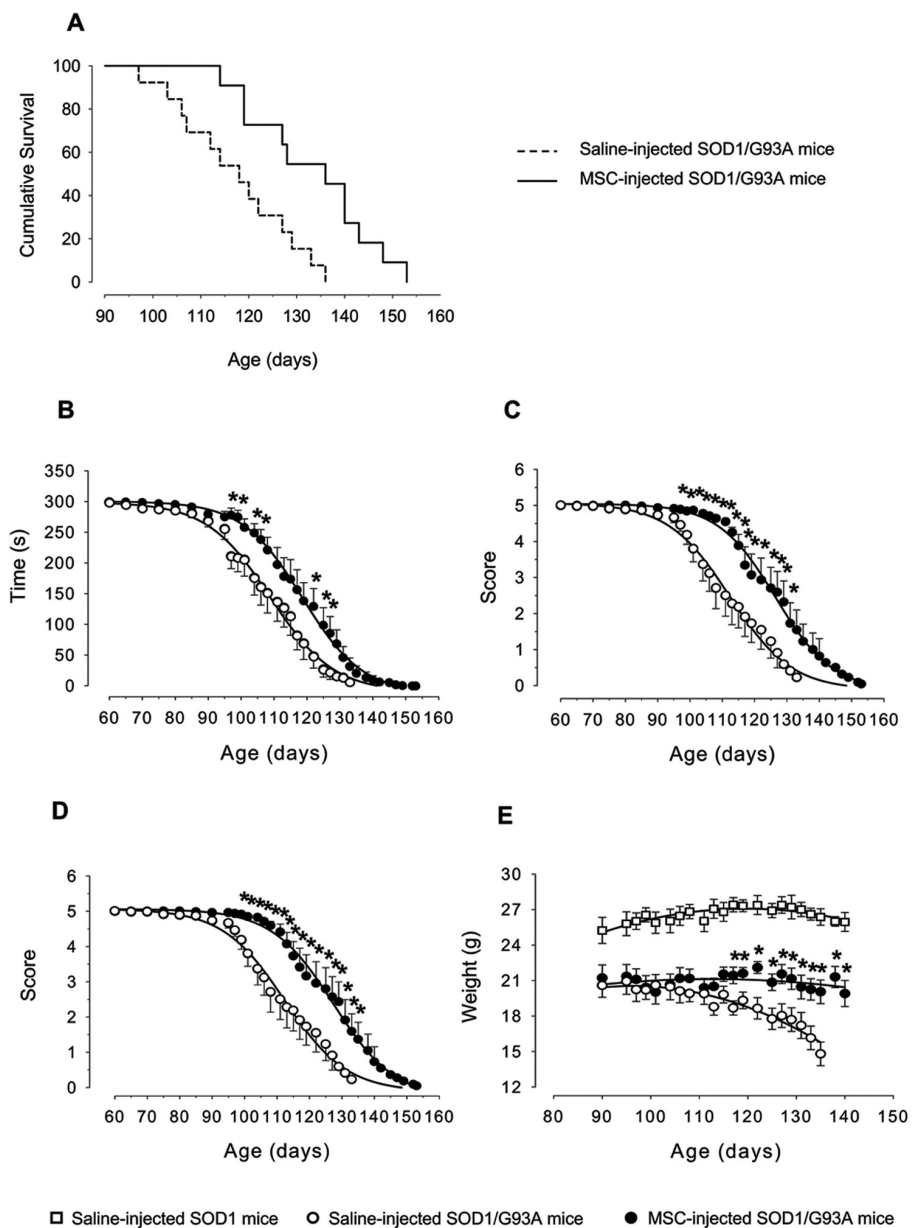 A
100
80
60
40
20
0
Cumulative Survival
90 100 110 120 130 140 150 160
Age (days)
Saline-injected SOD1/G93A mice
MSC-injected SOD1/G93A mice
B
350
300
250
200
150
100
50
0
Time (s)
60 70 80 90 100 110 120 130 140 150 160
Age (days)
* * * * * * *
C
6
5
4
3
2
1
0
Score
60 70 80 90 100 110 120 130 140 150 160
Age (days)
D
6
5
4
3
2
1
0
Score
60 70 80 90 100 110 120 130 140 150 160
Age (days)
E
30
27
24
21
18
15
12
Weight (g)
80 90 100 110 120 130 140 150
Age (days)
Saline-injected SOD1 mice Saline-injected SOD1/G93A mice MSC-injected SOD1/G93A mice